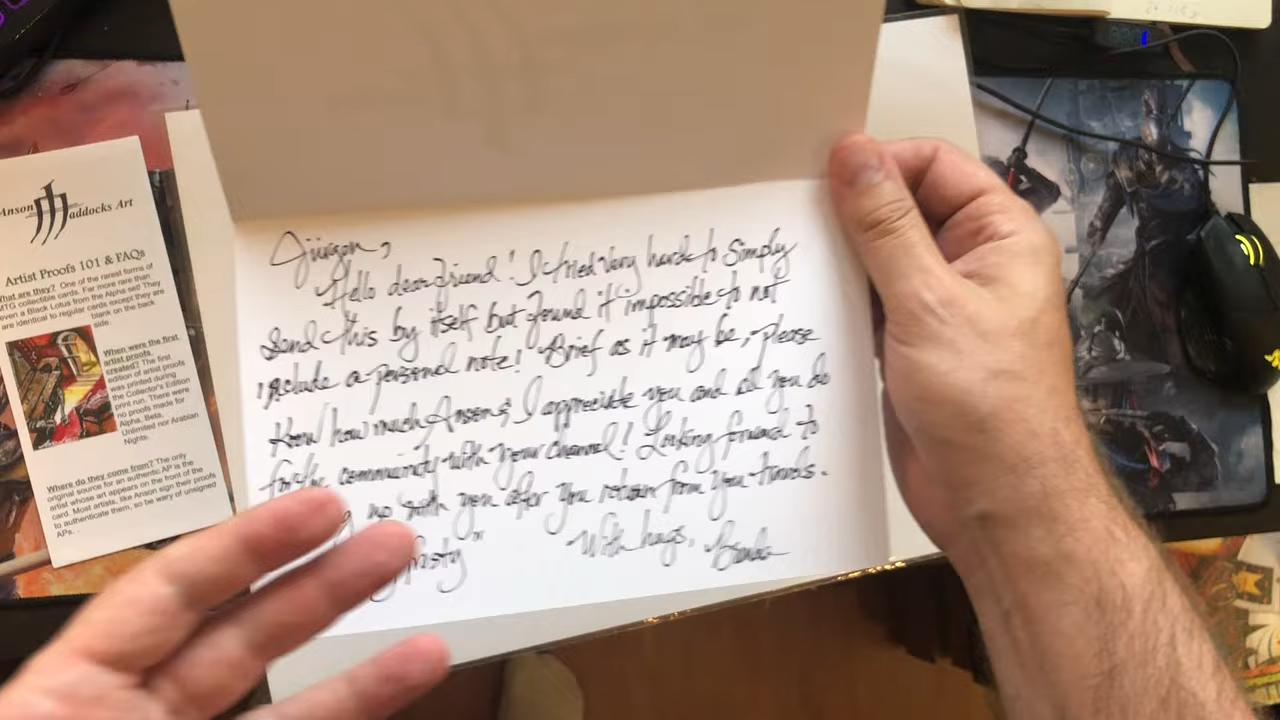 Anson Maddocks Art
Artist Proofs 101 & FAQs
What are they? One of the rarest forms of
MTG collectible cards. Far more rare than
even a Black Lotus from the Alpha set! They
are identical to regular cards except they are
blank on the back
side.
When were the first
artist proofs
created? The first
edition of artist proofs
was printed during
the Collector's Edition
print run. There were
no proofs made for
Alpha, Beta,
Unlimited nor Arabian
Nights.
Where do they come from? The only
original source for an authentic AP is the
artist whose art appears on the front of the
card. Most artists, like Anson sign their proofs
to authenticate them, so be wary of unsigned
APs.
Hello dear friend! I tried very hard to simply
send this by itself but found it impossible to not
include a personal note! Brief as it may be, please
know how much Anson & I appreciate you and all you do
for the community with your channel! Looking forward to
with you after you return from your travels.
With hugs,